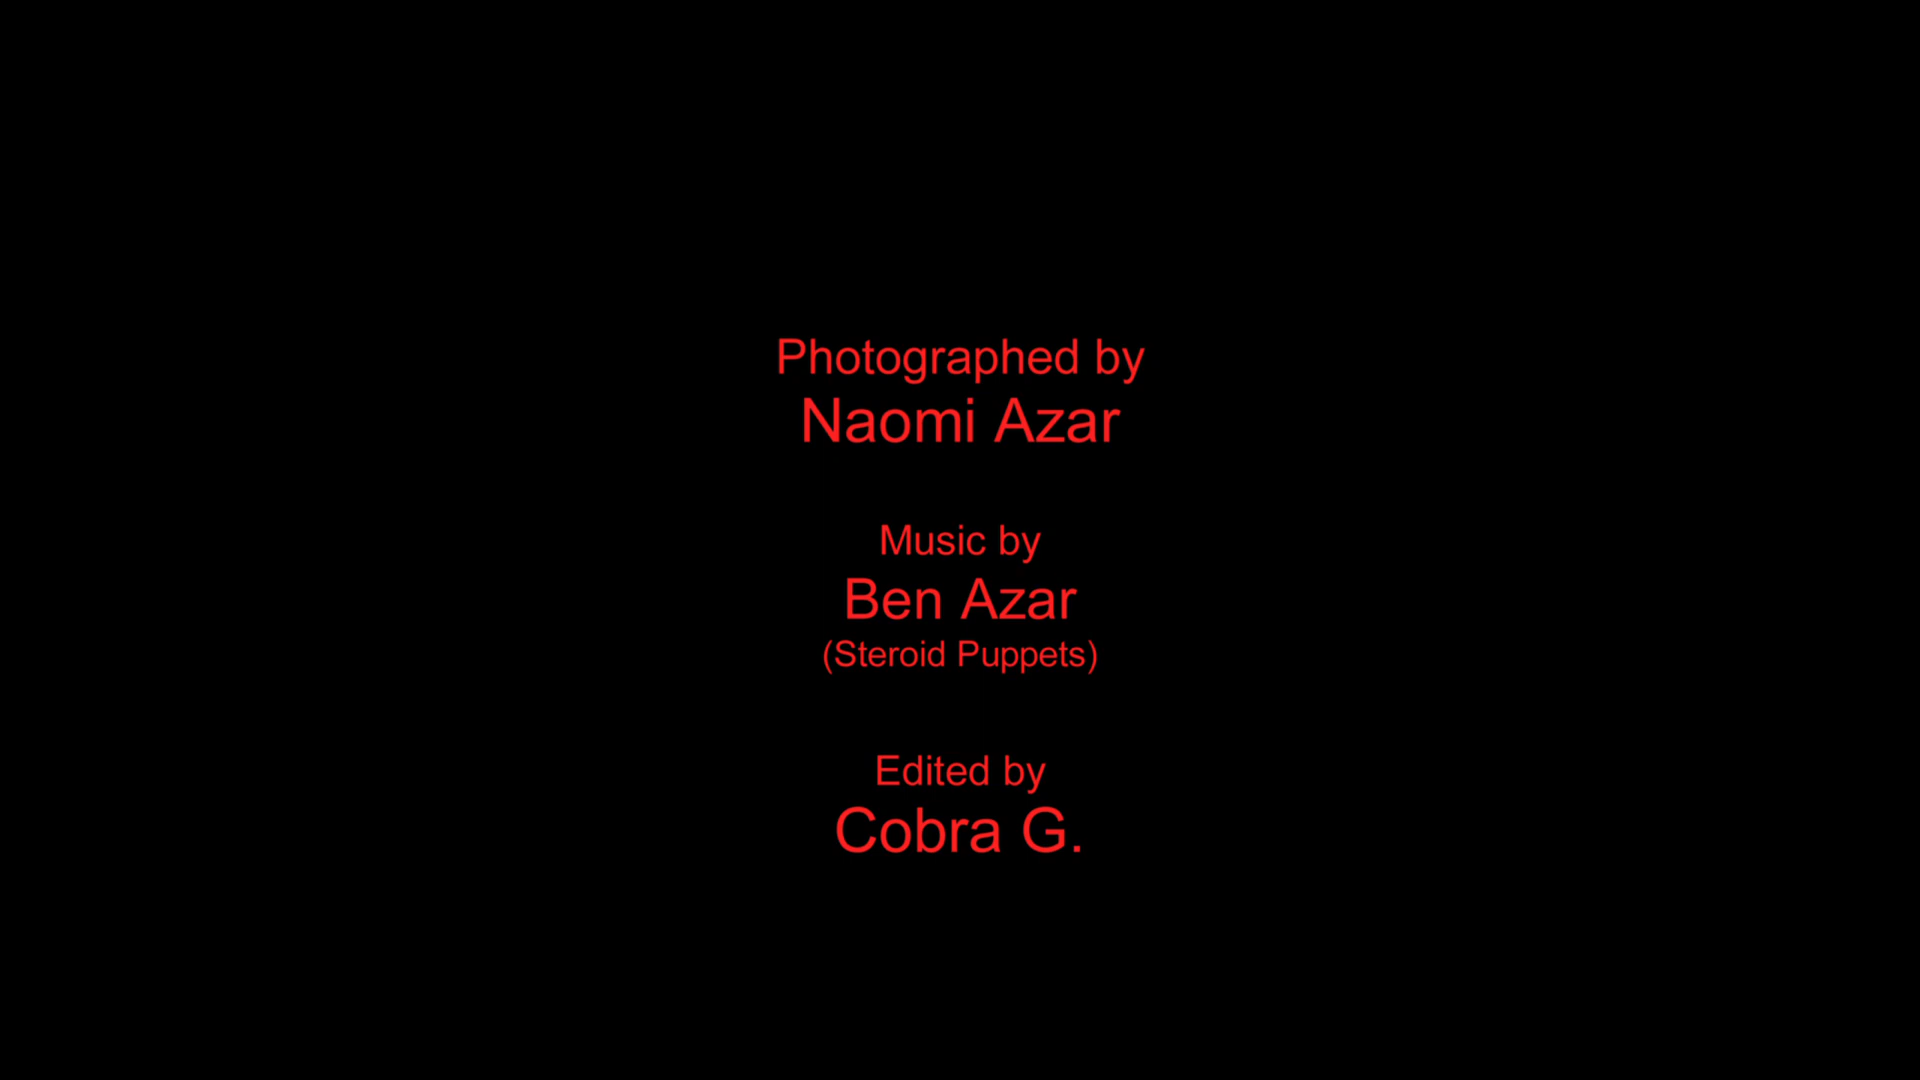 Photographed by
Naomi Azar
Music by
Ben Azar
(Steroid Puppets)
Edited by
Cobra G.